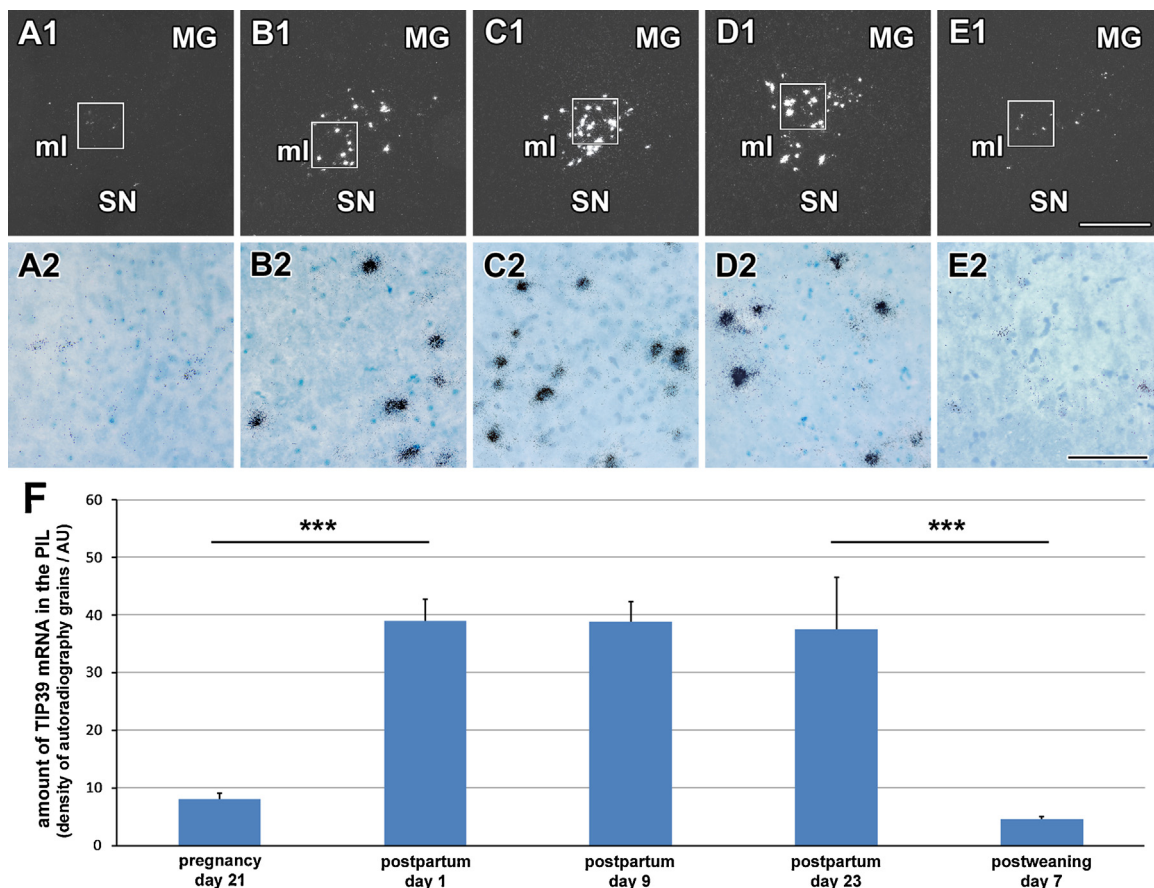 A1 MG
ml
SN
B1 MG
ml
SN
C1 MG
ml
SN
D1 MG
ml
SN
E1 MG
ml
SN
A2
B2
C2
D2
E2
F
amount of TIP39 mRNA in the PIL
(density of autoradiography grains / AU)
60
50
40
30
20
10
0
***
***
pregnancy
day 21
postpartum
day 1
postpartum
day 9
postpartum
day 23
postweaning
day 7